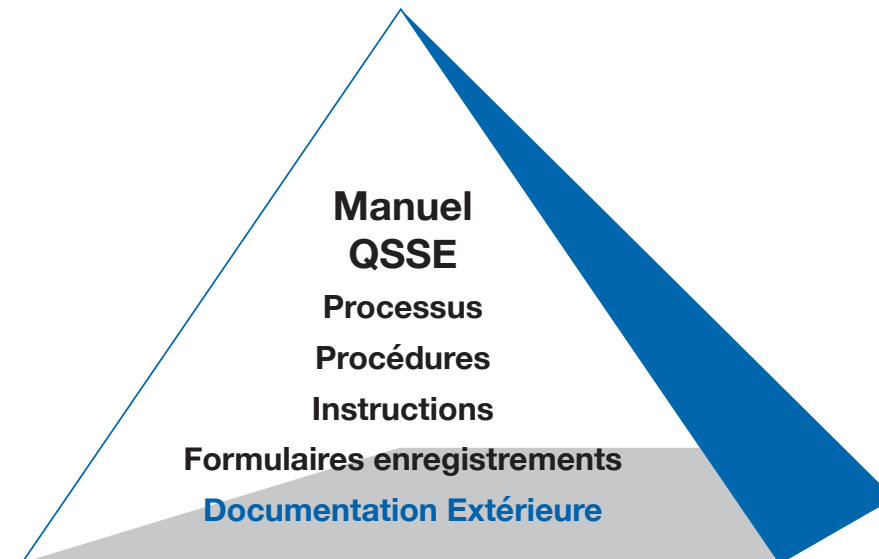 Manuel
QSSE
Processus
Procédures
Instructions
Formulaires enregistrements
Documentation Extérieure